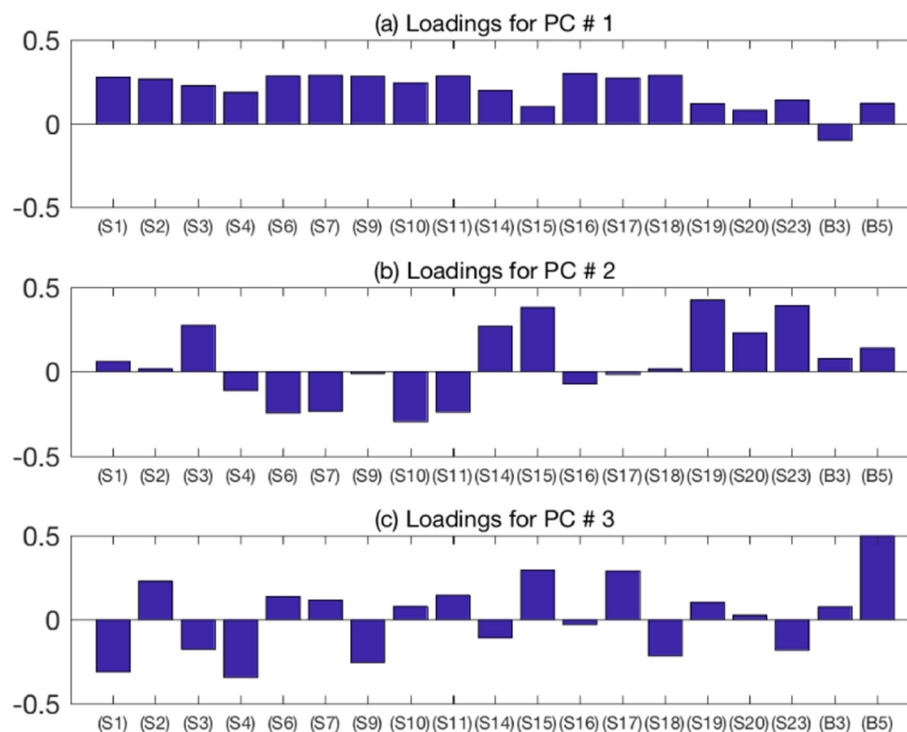 (a) Loadings for PC # 1
0.5
0
-0.5
(S1) (S2) (S3) (S4) (S6) (S7) (S9) (S10) (S11) (S14) (S15) (S16) (S17) (S18) (S19) (S20) (S23) (B3) (B5)
(b) Loadings for PC # 2
0.5
0
-0.5
(S1) (S2) (S3) (S4) (S6) (S7) (S9) (S10) (S11) (S14) (S15) (S16) (S17) (S18) (S19) (S20) (S23) (B3) (B5)
(c) Loadings for PC # 3
0.5
0
-0.5
(S1) (S2) (S3) (S4) (S6) (S7) (S9) (S10) (S11) (S14) (S15) (S16) (S17) (S18) (S19) (S20) (S23) (B3) (B5)